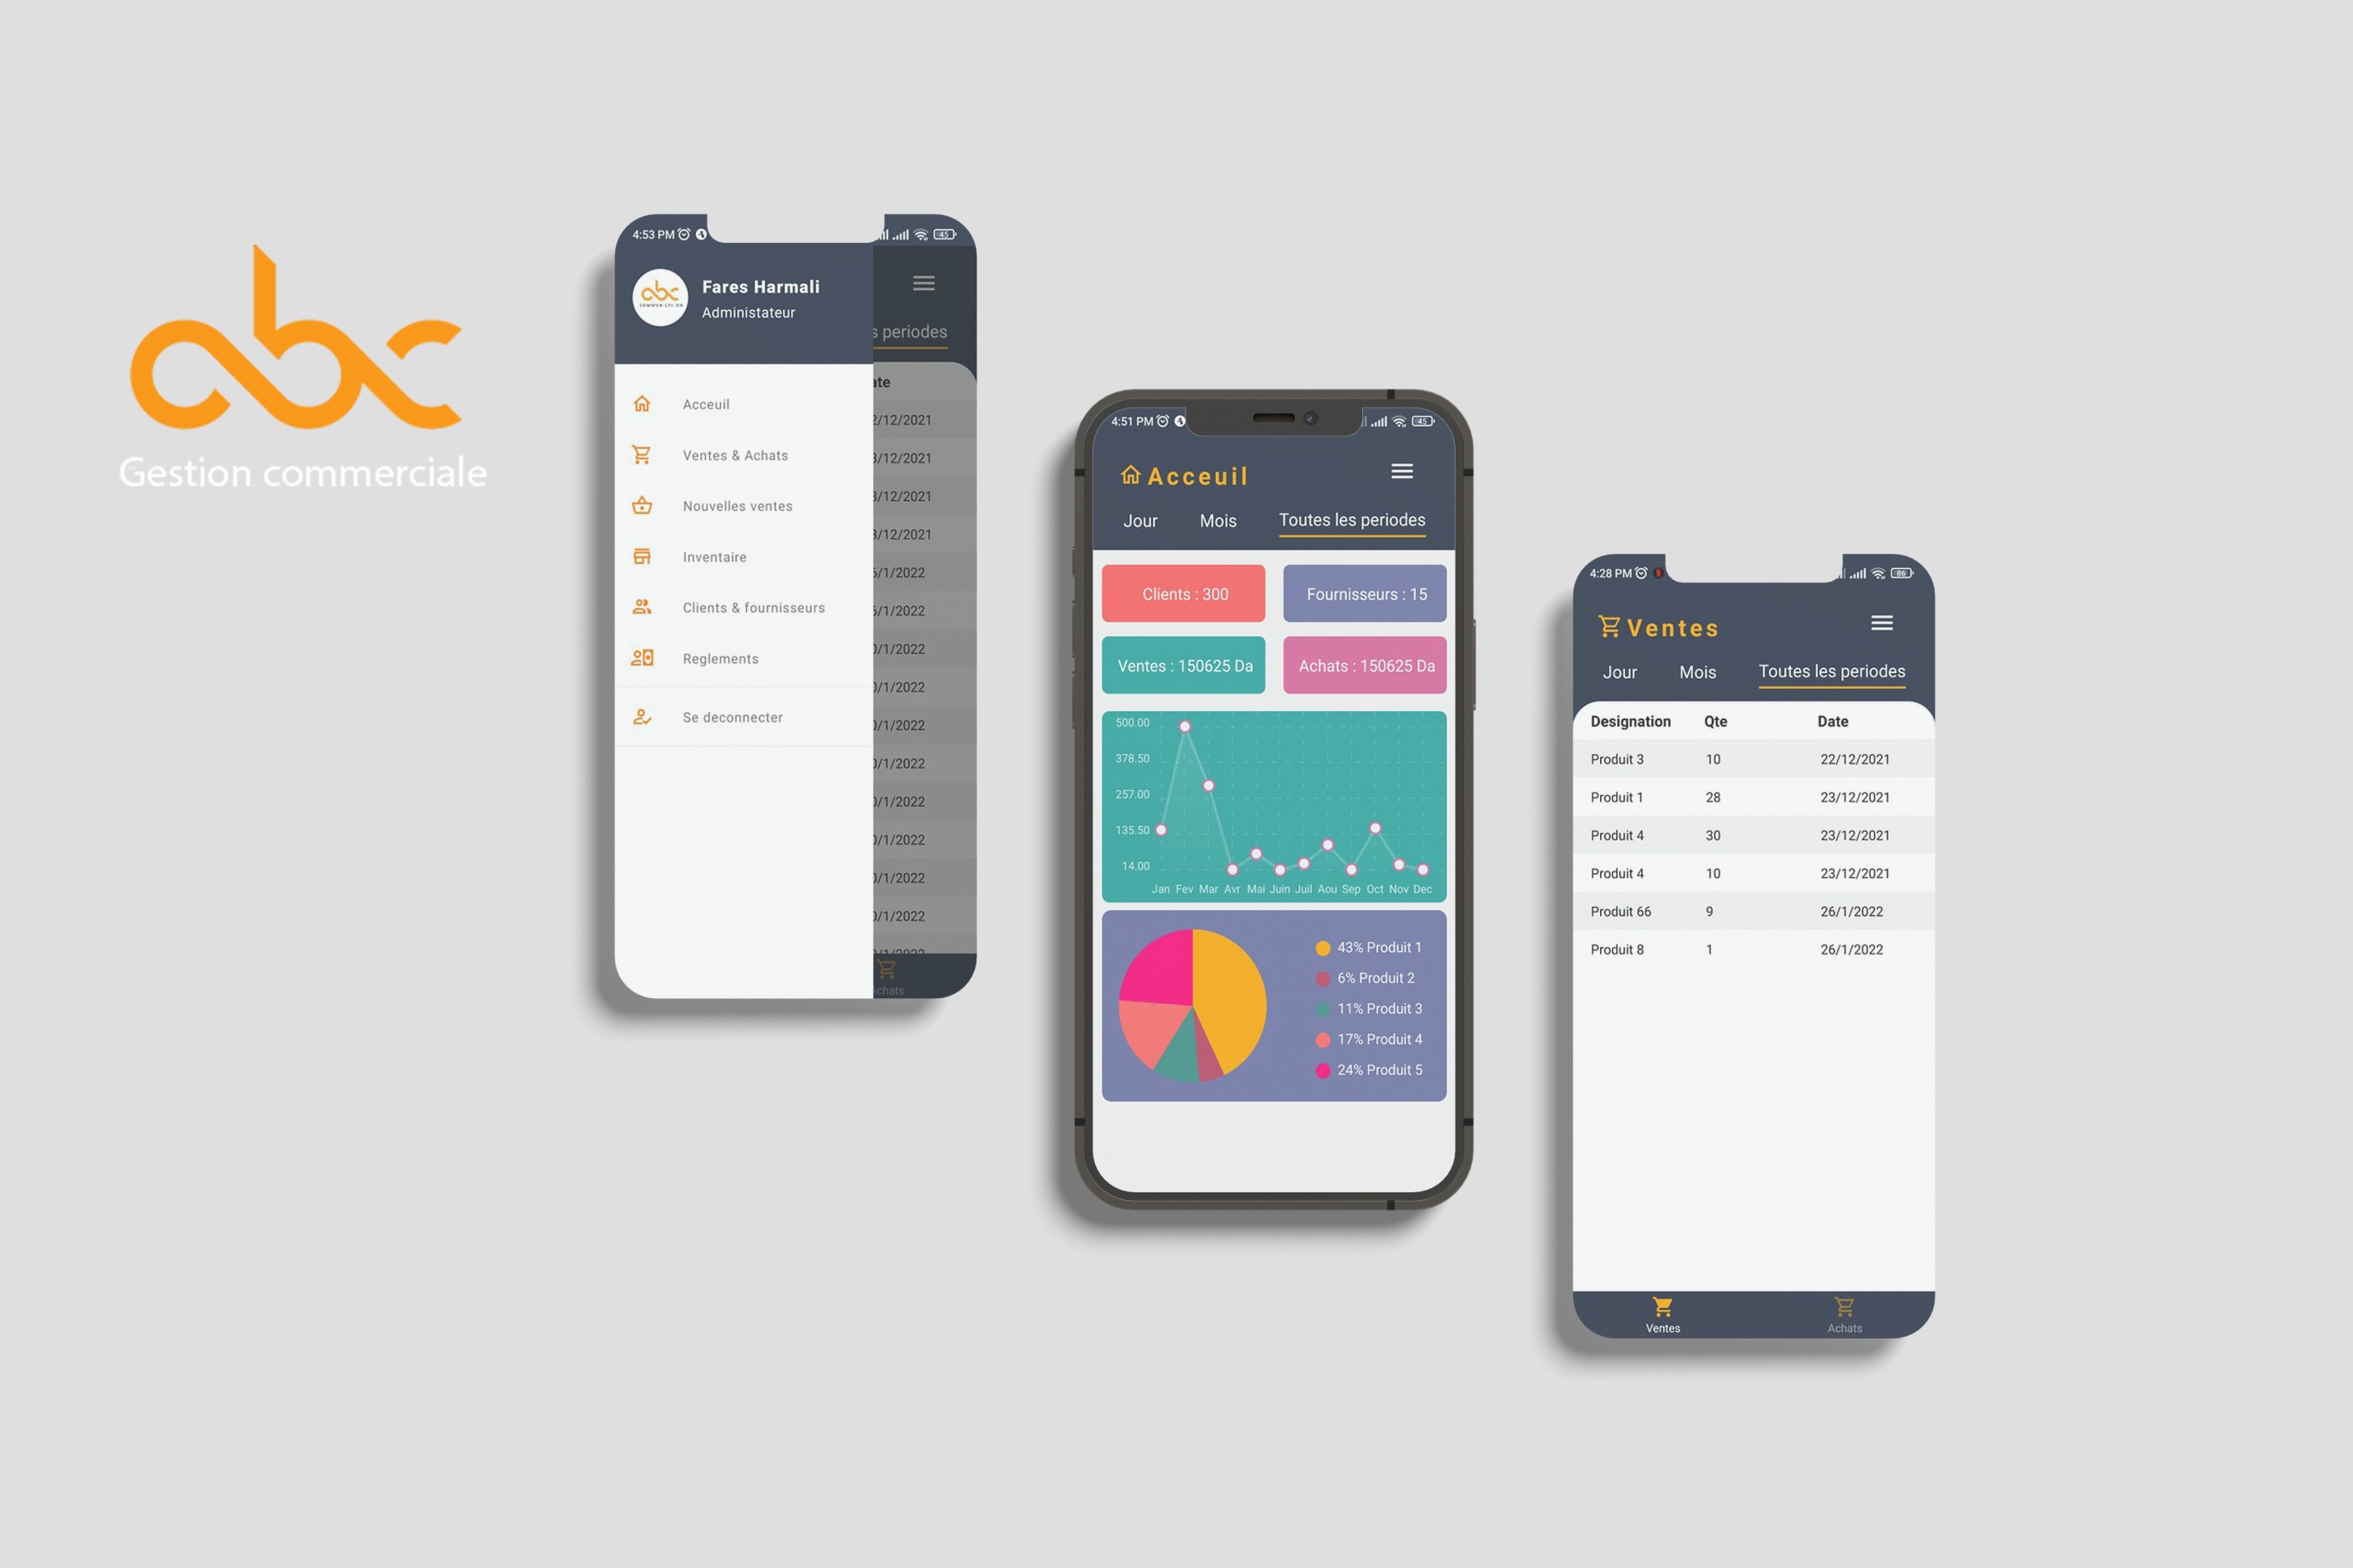 abc
Gestion commerciale
4:53 PM
45
Fares Harmali
Administateur
s periodes
ate
Acceuil
2/12/2021
Ventes & Achats
3/12/2021
Nouvelles ventes
3/12/2021
3/12/2021
Inventaire
6/1/2022
Clients & fournisseurs
6/1/2022
Reglements
0/1/2022
0/1/2022
Se deconnecter
0/1/2022
0/1/2022
0/1/2022
0/1/2022
0/1/2022
0/1/2022
0/1/2022
chats
4:51 PM
45
Acceuil
Jour Mois Toutes les periodes
Clients : 300 Fournisseurs : 15
Ventes : 150625 Da Achats : 150625 Da
500.00
378.50
257.00
135.50
14.00
Jan Fev Mar Avr Mai Juin Juil Aou Sep Oct Nov Dec
43% Produit 1
6% Produit 2
11% Produit 3
17% Produit 4
24% Produit 5
4:28 PM
86
Ventes
Jour Mois Toutes les periodes
Designation Qte Date
Produit 3 10 22/12/2021
Produit 1 28 23/12/2021
Produit 4 30 23/12/2021
Produit 4 10 23/12/2021
Produit 66 9 26/1/2022
Produit 8 1 26/1/2022
Ventes Achats